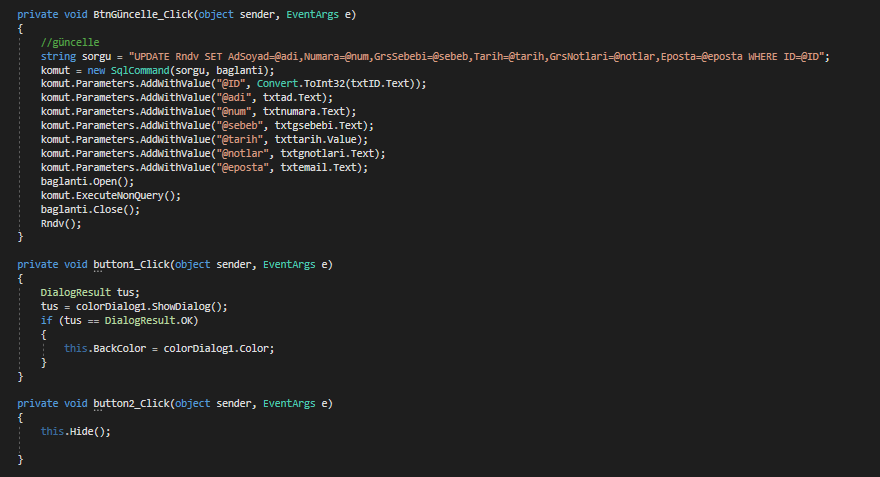 private void BtnGüncelle_Click(object sender, EventArgs e)
{
//güncelle
string sorgu = "UPDATE Rndv SET AdSoyad=@adi,Numara=@num,GrsSebebi=@sebeb,Tarih=@tarih,GrsNotlari=@notlar,Eposta=@eposta WHERE ID=@ID";
komut = new SqlCommand(sorgu, baglanti);
komut.Parameters.AddWithValue("@ID", Convert.ToInt32(txtID.Text));
komut.Parameters.AddWithValue("@adi", txtad.Text);
komut.Parameters.AddWithValue("@num", txtnumara.Text);
komut.Parameters.AddWithValue("@sebeb", txtgsebebi.Text);
komut.Parameters.AddWithValue("@tarih", txttarih.Value);
komut.Parameters.AddWithValue("@notlar", txtgnotlari.Text);
komut.Parameters.AddWithValue("@eposta", txtemail.Text);
baglanti.Open();
komut.ExecuteNonQuery();
baglanti.Close();
Rndv();
}
private void button1_Click(object sender, EventArgs e)
{
DialogResult tus;
tus = colorDialog1.ShowDialog();
if (tus == DialogResult.OK)
{
this.BackColor = colorDialog1.Color;
}
}
private void button2_Click(object sender, EventArgs e)
{
this.Hide();
}